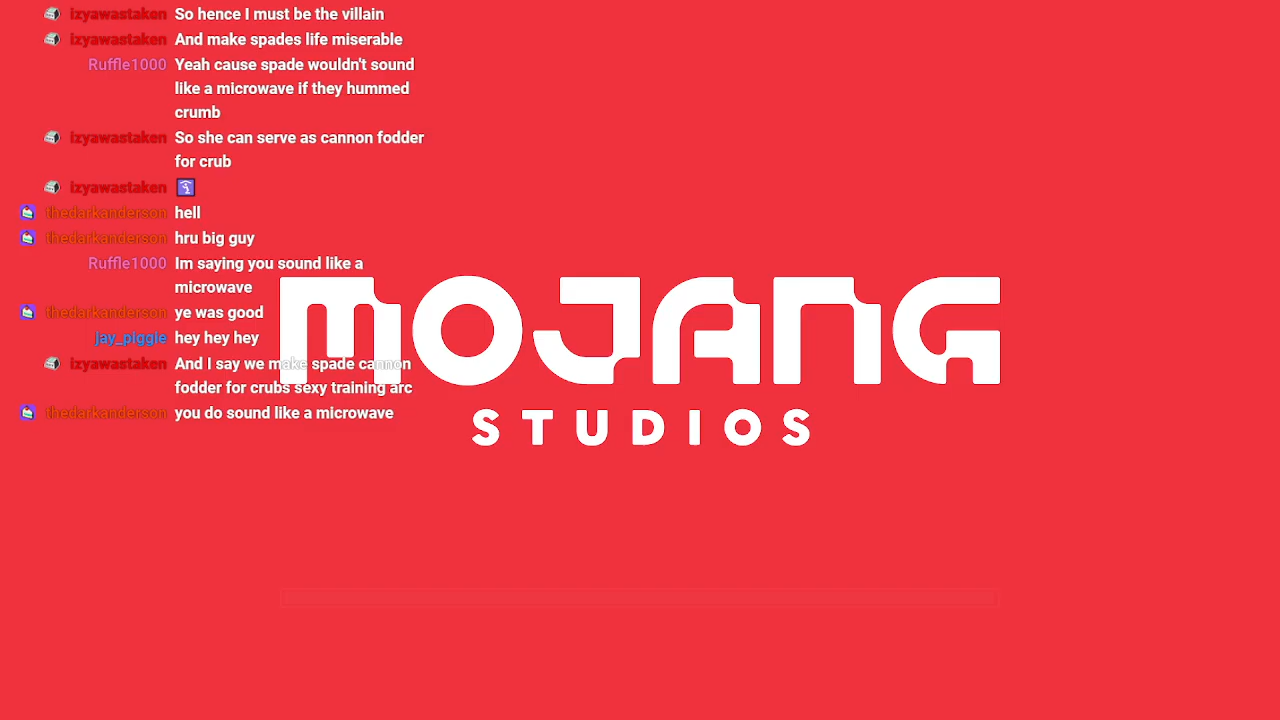 izyawastaken So hence I must be the villain
izyawastaken And make spades life miserable
Ruffle1000 Yeah cause spade wouldn't sound
like a microwave if they hummed
crumb
izyawastaken So she can serve as cannon fodder
for crub
izyawastaken
thedarkanderson hell
thedarkanderson hru big guy
Ruffle1000 Im saying you sound like a
microwave
thedarkanderson ye was good
jay_piggie hey hey hey
izyawastaken And I say we make spade cannon
fodder for crubs sexy training arc
thedarkanderson you do sound like a microwave
MOJANG
STUDIOS